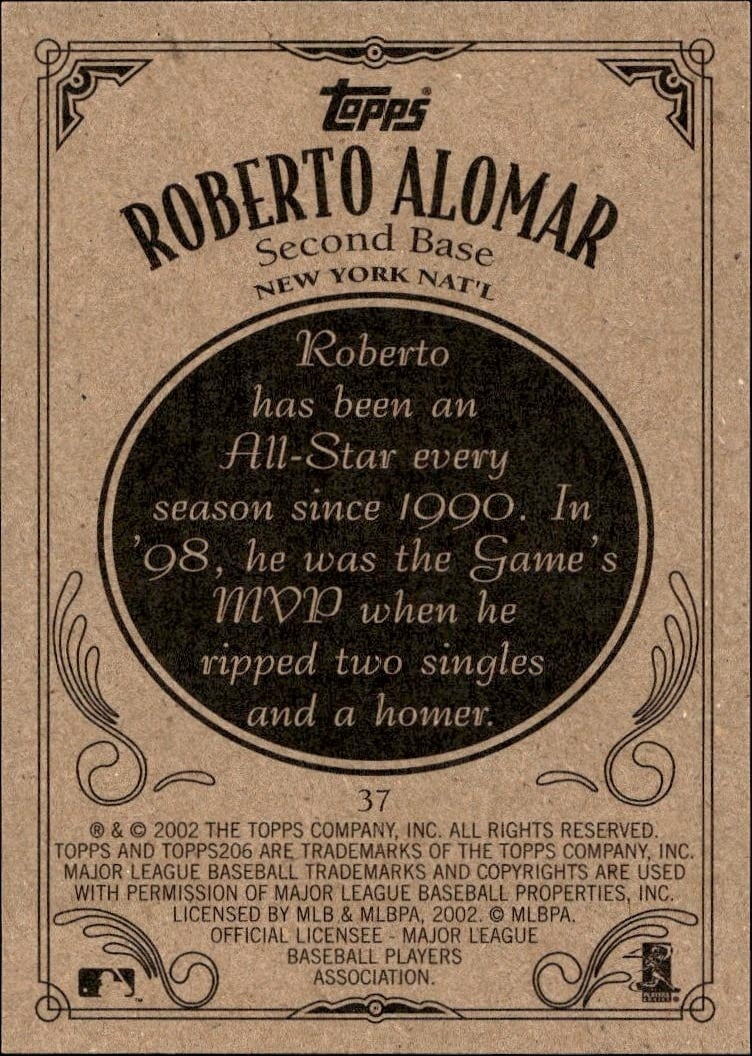 Topps®
ROBERTO ALOMAR
Second Base
NEW YORK NAT'L
Roberto
has been an
All-Star every
season since 1990. In
'98, he was the Game's
MVP when he
ripped two singles
and a homer.
37
® & © 2002 THE TOPPS COMPANY, INC. ALL RIGHTS RESERVED.
TOPPS AND TOPPS206 ARE TRADEMARKS OF THE TOPPS COMPANY, INC.
MAJOR LEAGUE BASEBALL TRADEMARKS AND COPYRIGHTS ARE USED
WITH PERMISSION OF MAJOR LEAGUE BASEBALL PROPERTIES, INC.
LICENSED BY MLB & MLBPA, 2002. © MLBPA.
OFFICIAL LICENSEE - MAJOR LEAGUE
BASEBALL PLAYERS
ASSOCIATION.
™